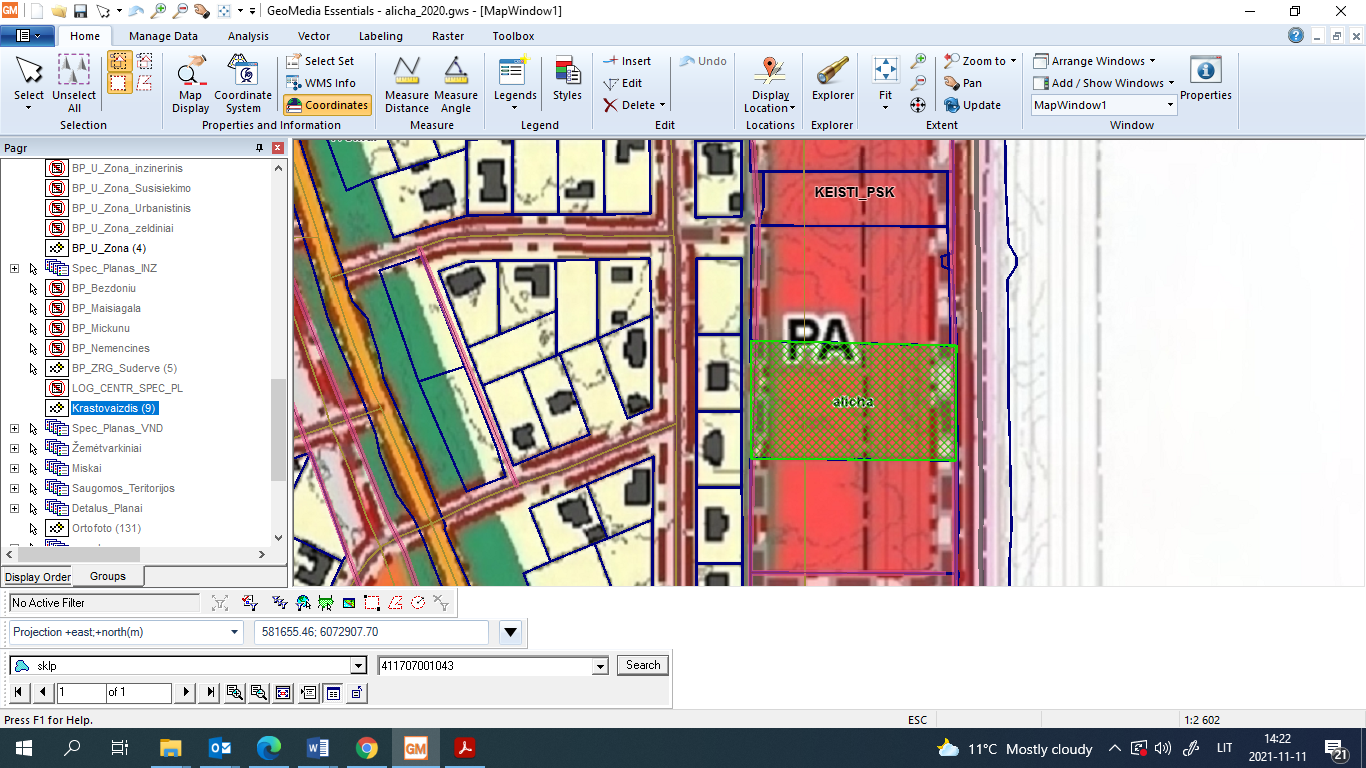 GM GeoMedia Essentials - alicha_2020.gws - [MapWindow1]
Home Manage Data Analysis Vector Labeling Raster Toolbox
Select
Unselect All
Select Set
WMS Info
Coordinates
Map Display
Coordinate System
Measure Distance
Measure Angle
Legends
Styles
Insert
Edit
Delete
Undo
Display Location
Explorer
Fit
Zoom to
Pan
Update
Arrange Windows
Add / Show Windows
MapWindow1
Properties
Selection Properties and Information Measure Legend Edit Locations Explorer Extent Window
Pagr
BP_U_Zona_inzinerinis
BP_U_Zona_Susisiekimo
BP_U_Zona_Urbanistinis
BP_U_Zona_zeldiniai
BP_U_Zona (4)
Spec_Planas_INZ
BP_Bezdoniu
BP_Maisiagala
BP_Mickunu
BP_Nemencines
BP_ZRG_Suderve (5)
LOG_CENTR_SPEC_PL
Krastovaizdis (9)
Spec_Planas_VND
Žemétvarkiniai
Miskai
Saugomos_Teritorijos
Detalus_Planai
Ortofoto (131)
Display Order Groups
KEISTI_PSK
PA
alicha
No Active Filter
Projection +east;+north(m) 581655.46; 6072907.70
sklp 411707001043 Search
1 of 1
Press F1 for Help. ESC 1:2 602
GM 11°C Mostly cloudy LIT 14:22
2021-11-11 21